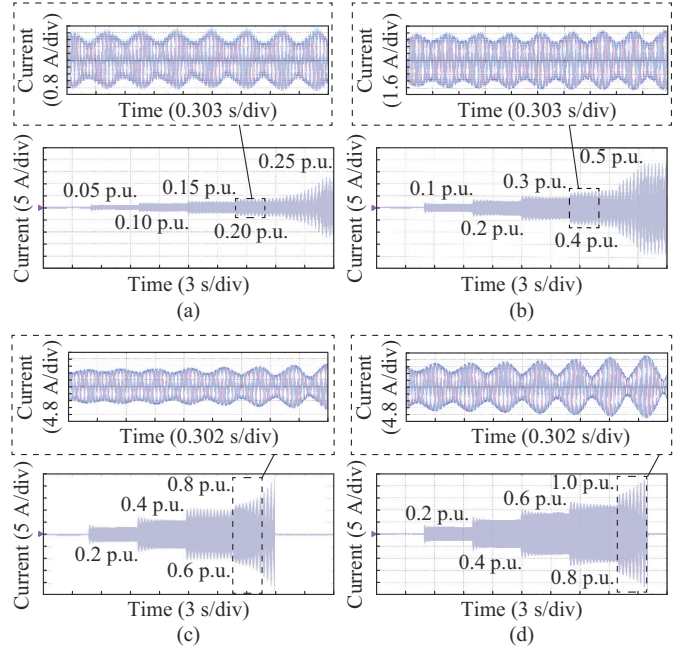 Current
(0.8 A/div)
Time (0.303 s/div)
Current (5 A/div)
0.05 p.u.
0.10 p.u.
0.15 p.u.
0.20 p.u.
0.25 p.u.
Time (3 s/div)
(a)
Current
(1.6 A/div)
Time (0.303 s/div)
Current (5 A/div)
0.1 p.u.
0.2 p.u.
0.3 p.u.
0.4 p.u.
0.5 p.u.
Time (3 s/div)
(b)
Current
(4.8 A/div)
Time (0.302 s/div)
Current (5 A/div)
0.2 p.u.
0.4 p.u.
0.6 p.u.
0.8 p.u.
Time (3 s/div)
(c)
Current
(4.8 A/div)
Time (0.302 s/div)
Current (5 A/div)
0.2 p.u.
0.4 p.u.
0.6 p.u.
0.8 p.u.
1.0 p.u.
Time (3 s/div)
(d)